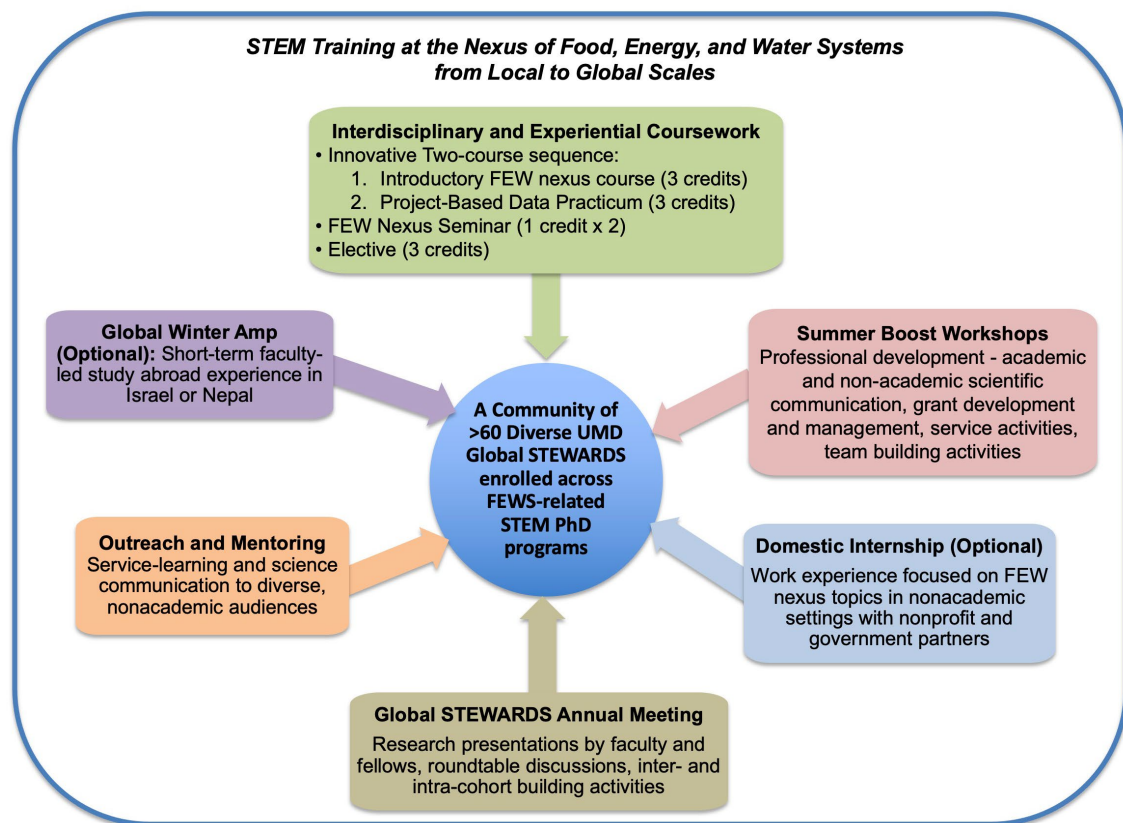 STEM Training at the Nexus of Food, Energy, and Water Systems
from Local to Global Scales
Interdisciplinary and Experiential Coursework
• Innovative Two-course sequence:
1. Introductory FEW nexus course (3 credits)
2. Project-Based Data Practicum (3 credits)
• FEW Nexus Seminar (1 credit x 2)
• Elective (3 credits)
Global Winter Amp
(Optional): Short-term faculty-
led study abroad experience in
Israel or Nepal
Summer Boost Workshops
Professional development - academic
and non-academic scientific
communication, grant development
and management, service activities,
team building activities
A Community of
>60 Diverse UMD
Global STEWARDS
enrolled across
FEWS-related
STEM PhD
programs
Outreach and Mentoring
Service-learning and science
communication to diverse,
nonacademic audiences
Domestic Internship (Optional)
Work experience focused on FEW
nexus topics in nonacademic
settings with nonprofit and
government partners
Global STEWARDS Annual Meeting
Research presentations by faculty and
fellows, roundtable discussions, inter- and
intra-cohort building activities